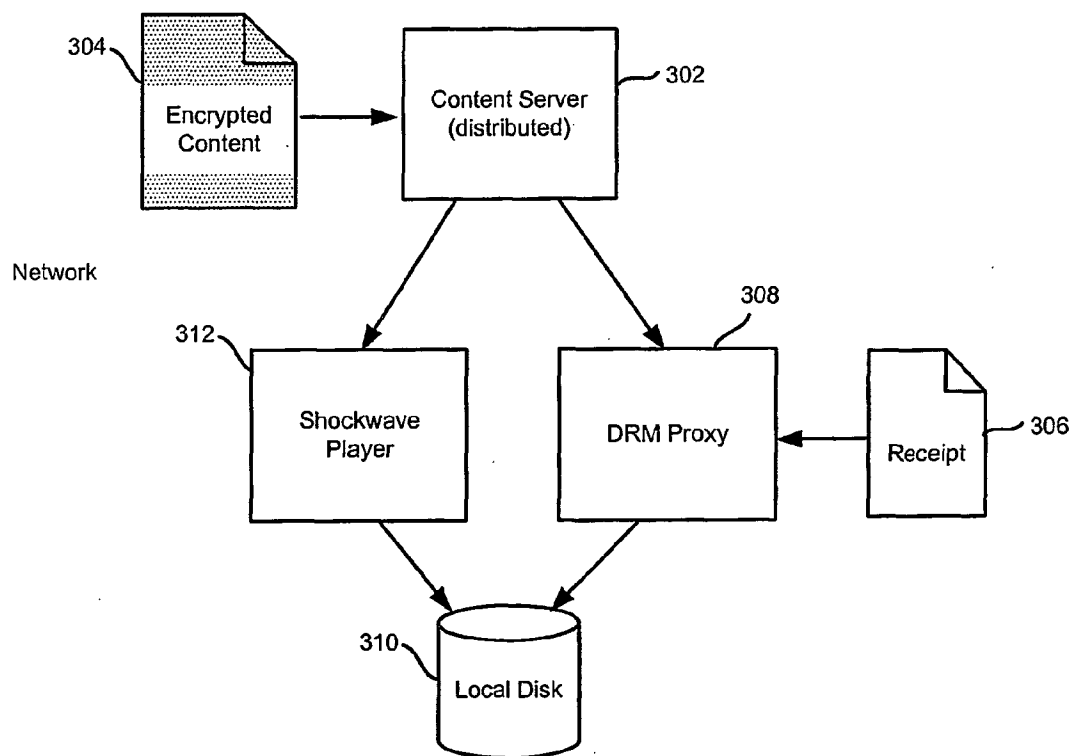 304
Encrypted
Content
Content Server
(distributed)
302
Network
312
Shockwave
Player
308
DRM Proxy
Receipt
306
310
Local Disk